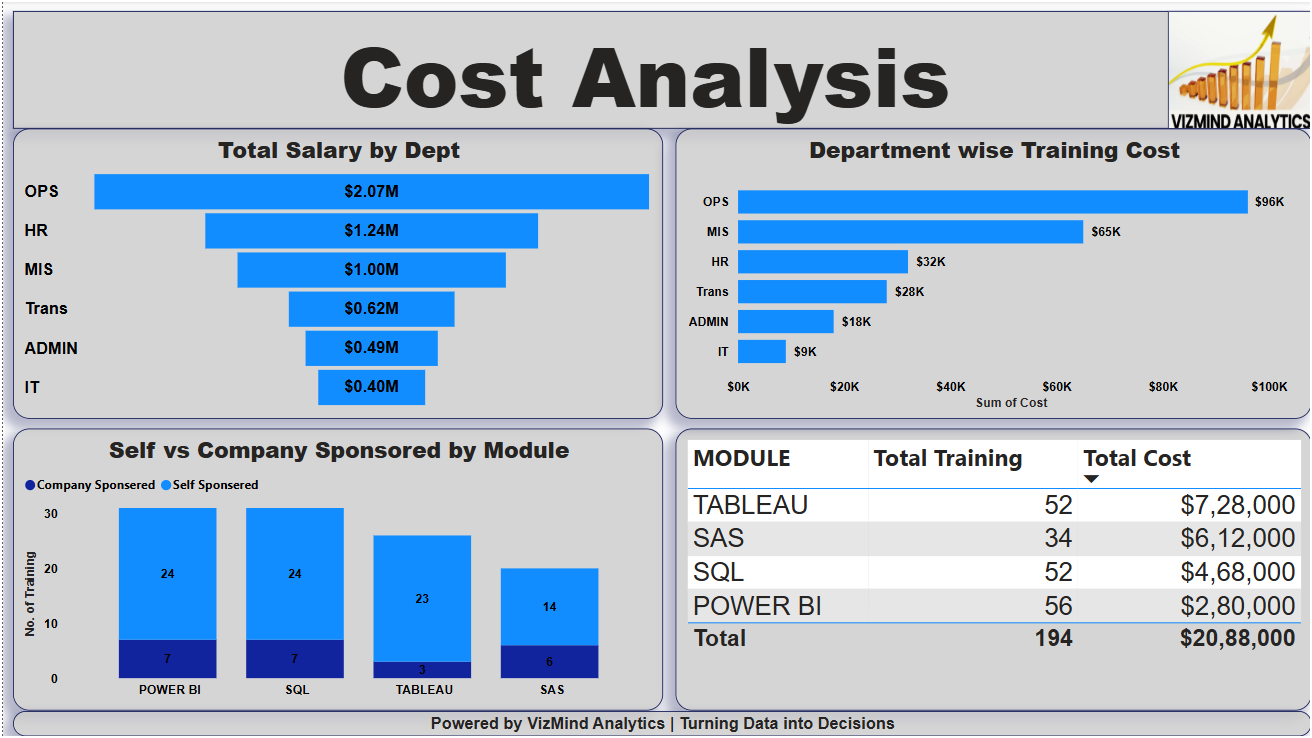 Cost Analysis
VIZMIND ANALYTICS
Total Salary by Dept
OPS $2.07M
HR $1.24M
MIS $1.00M
Trans $0.62M
ADMIN $0.49M
IT $0.40M
Department wise Training Cost
OPS $96K
MIS $65K
HR $32K
Trans $28K
ADMIN $18K
IT $9K
$0K $20K $40K $60K $80K $100K
Sum of Cost
Self vs Company Sponsored by Module
Company Sponsered Self Sponsered
No. of Training
30
20
10
0
24 24 23 14
7 7 3 6
POWER BI SQL TABLEAU SAS
MODULE Total Training Total Cost
TABLEAU 52 $7,28,000
SAS 34 $6,12,000
SQL 52 $4,68,000
POWER BI 56 $2,80,000
Total 194 $20,88,000
Powered by VizMind Analytics | Turning Data into Decisions